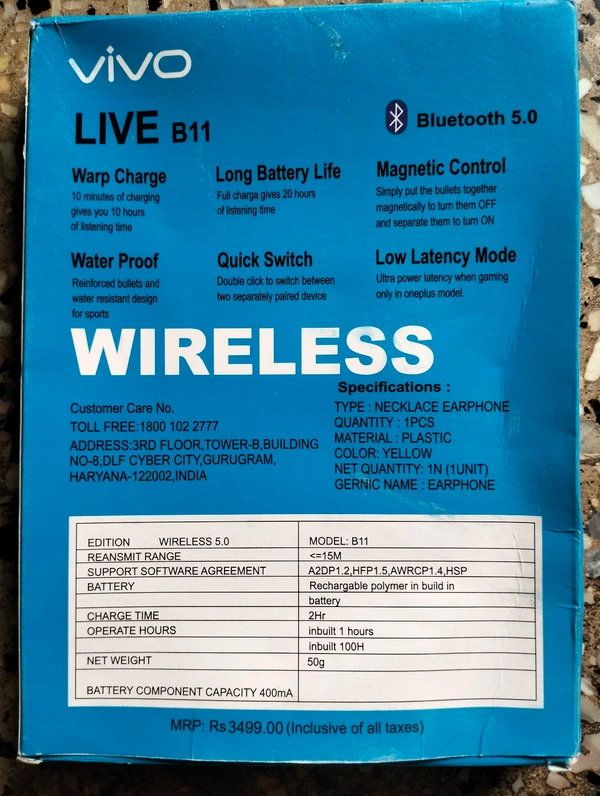 vivo
LIVE B11
Bluetooth 5.0
Warp Charge
10 minutes of charging
gives you 10 hours
of listening time
Long Battery Life
Full charga gives 20 hours
of listening time
Magnetic Control
Simply put the bullets together
magnetically to turn them OFF
and separate them to turn ON
Water Proof
Reinforced bullets and
water resistant design
for sports
Quick Switch
Double click to switch between
two separately paired device
Low Latency Mode
Ultra power latency when gaming
only in oneplus model.
WIRELESS
Customer Care No.
TOLL FREE:1800 102 2777
ADDRESS:3RD FLOOR,TOWER-B,BUILDING
NO-8,DLF CYBER CITY,GURUGRAM,
HARYANA-122002,INDIA
Specifications :
TYPE : NECKLACE EARPHONE
QUANTITY : 1PCS
MATERIAL : PLASTIC
COLOR: YELLOW
NET QUANTITY: 1N (1UNIT)
GERNIC NAME : EARPHONE
EDITION WIRELESS 5.0 MODEL: B11
REANSMIT RANGE <=15M
SUPPORT SOFTWARE AGREEMENT A2DP1.2,HFP1.5,AWRCP1.4,HSP
BATTERY Rechargable polymer in build in
battery
CHARGE TIME 2Hr
OPERATE HOURS inbuilt 1 hours
inbuilt 100H
NET WEIGHT 50g
BATTERY COMPONENT CAPACITY 400mA
MRP: Rs 3499.00 (Inclusive of all taxes)